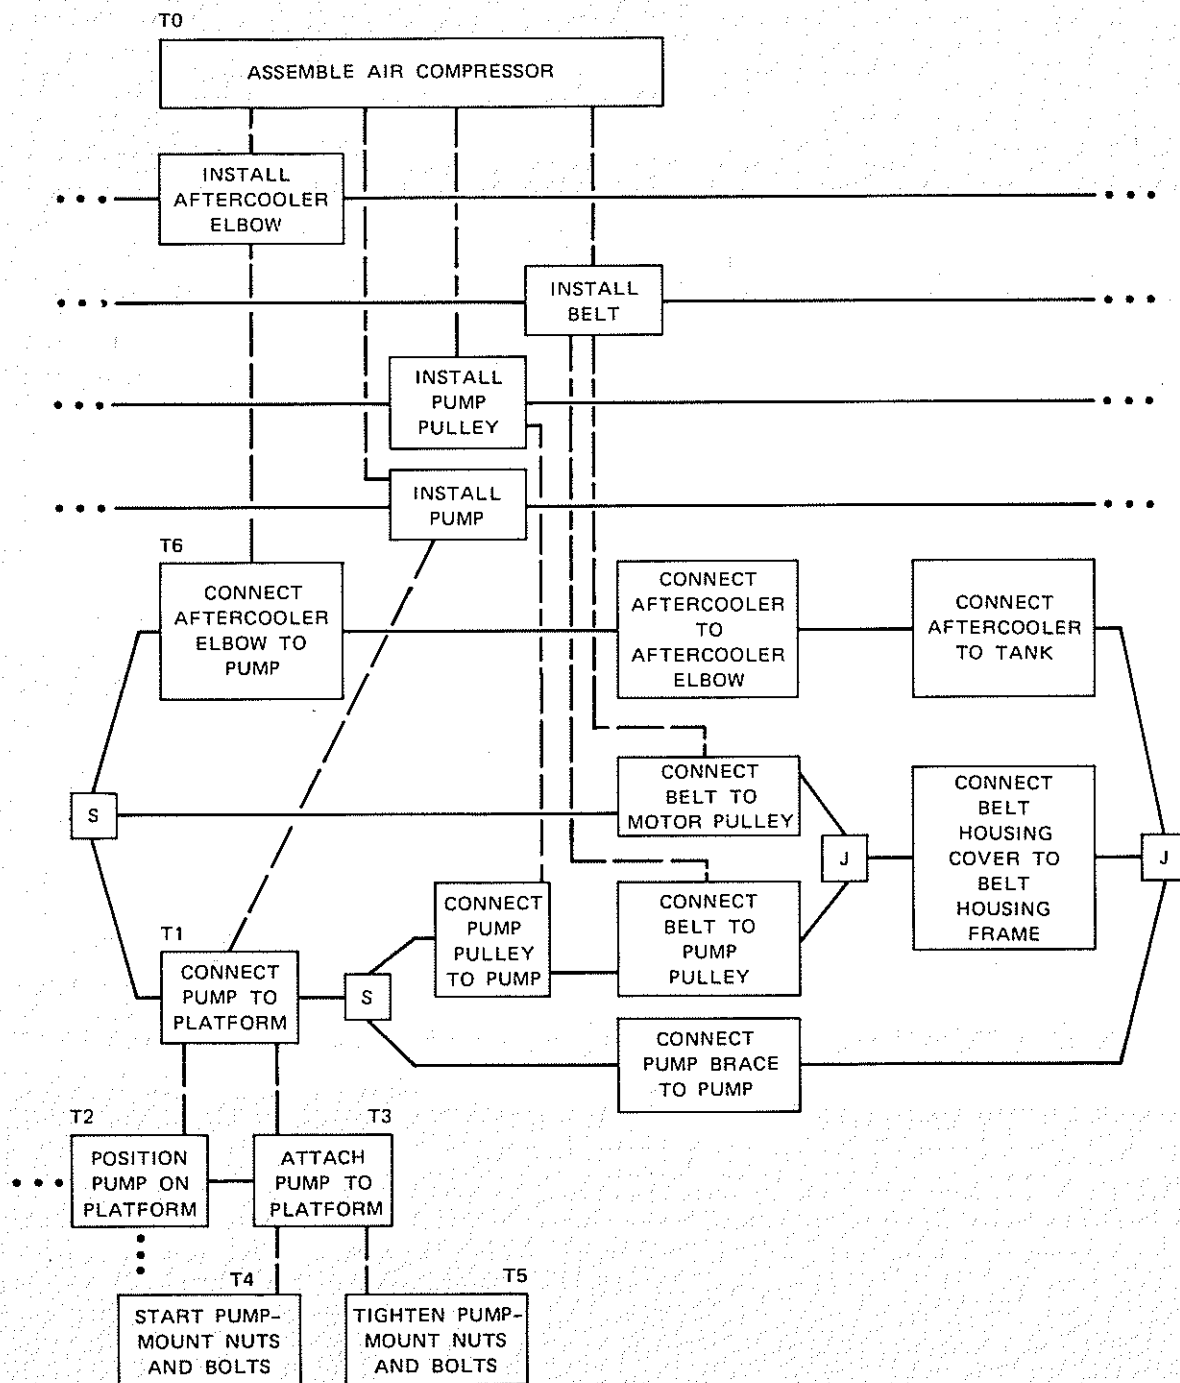 T0
ASSEMBLE AIR COMPRESSOR
INSTALL
AFTERCOOLER
ELBOW
INSTALL
BELT
INSTALL
PUMP
PULLEY
INSTALL
PUMP
T6
CONNECT
AFTERCOOLER
ELBOW TO
PUMP
CONNECT
AFTERCOOLER
TO
AFTERCOOLER
ELBOW
CONNECT
AFTERCOOLER
TO TANK
S
CONNECT
BELT TO
MOTOR PULLEY
J
CONNECT
BELT
HOUSING
COVER TO
BELT
HOUSING
FRAME
J
T1
CONNECT
PUMP TO
PLATFORM
S
CONNECT
PUMP
PULLEY
TO PUMP
CONNECT
BELT TO
PUMP
PULLEY
CONNECT
PUMP BRACE
TO PUMP
T2
POSITION
PUMP ON
PLATFORM
T3
ATTACH
PUMP TO
PLATFORM
T4
START PUMP-
MOUNT NUTS
AND BOLTS
T5
TIGHTEN PUMP-
MOUNT NUTS
AND BOLTS